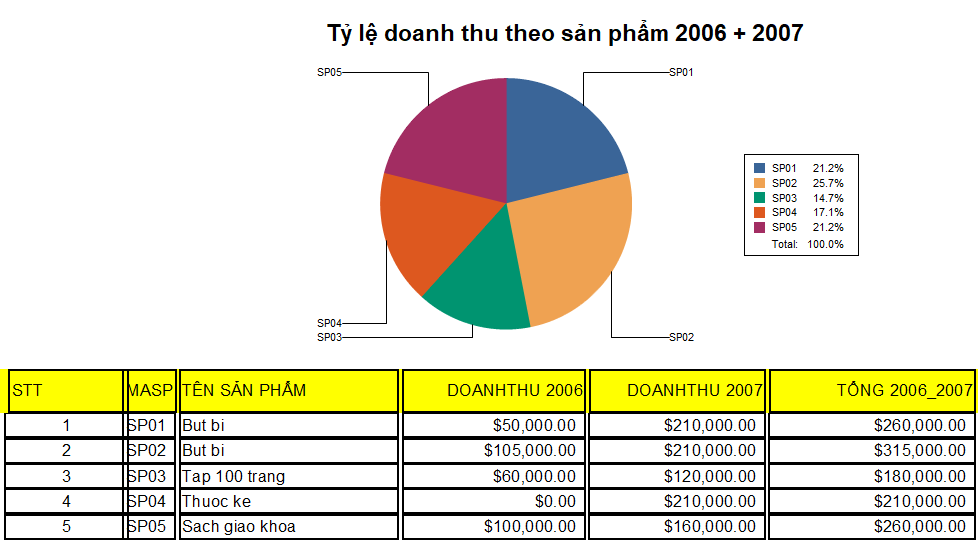 Tỷ lệ doanh thu theo sản phẩm 2006 + 2007
SP05 SP01
SP01 21.2%
SP02 25.7%
SP03 14.7%
SP04 17.1%
SP05 21.2%
Total: 100.0%
SP04
SP03 SP02
STT MASP TÊN SẢN PHẨM DOANHTHU 2006 DOANHTHU 2007 TỔNG 2006_2007
1 SP01 But bi $50,000.00 $210,000.00 $260,000.00
2 SP02 But bi $105,000.00 $210,000.00 $315,000.00
3 SP03 Tap 100 trang $60,000.00 $120,000.00 $180,000.00
4 SP04 Thuoc ke $0.00 $210,000.00 $210,000.00
5 SP05 Sach giao khoa $100,000.00 $160,000.00 $260,000.00